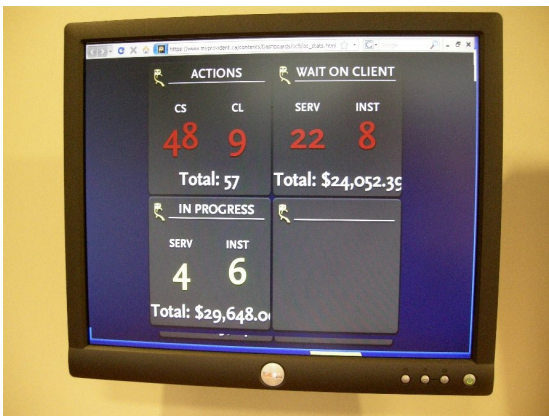 ACTIONS
CS CL
48 9
Total: 57
WAIT ON CLIENT
SERV INST
22 8
Total: $24,052.39
IN PROGRESS
SERV INST
4 6
Total: $29,648.0